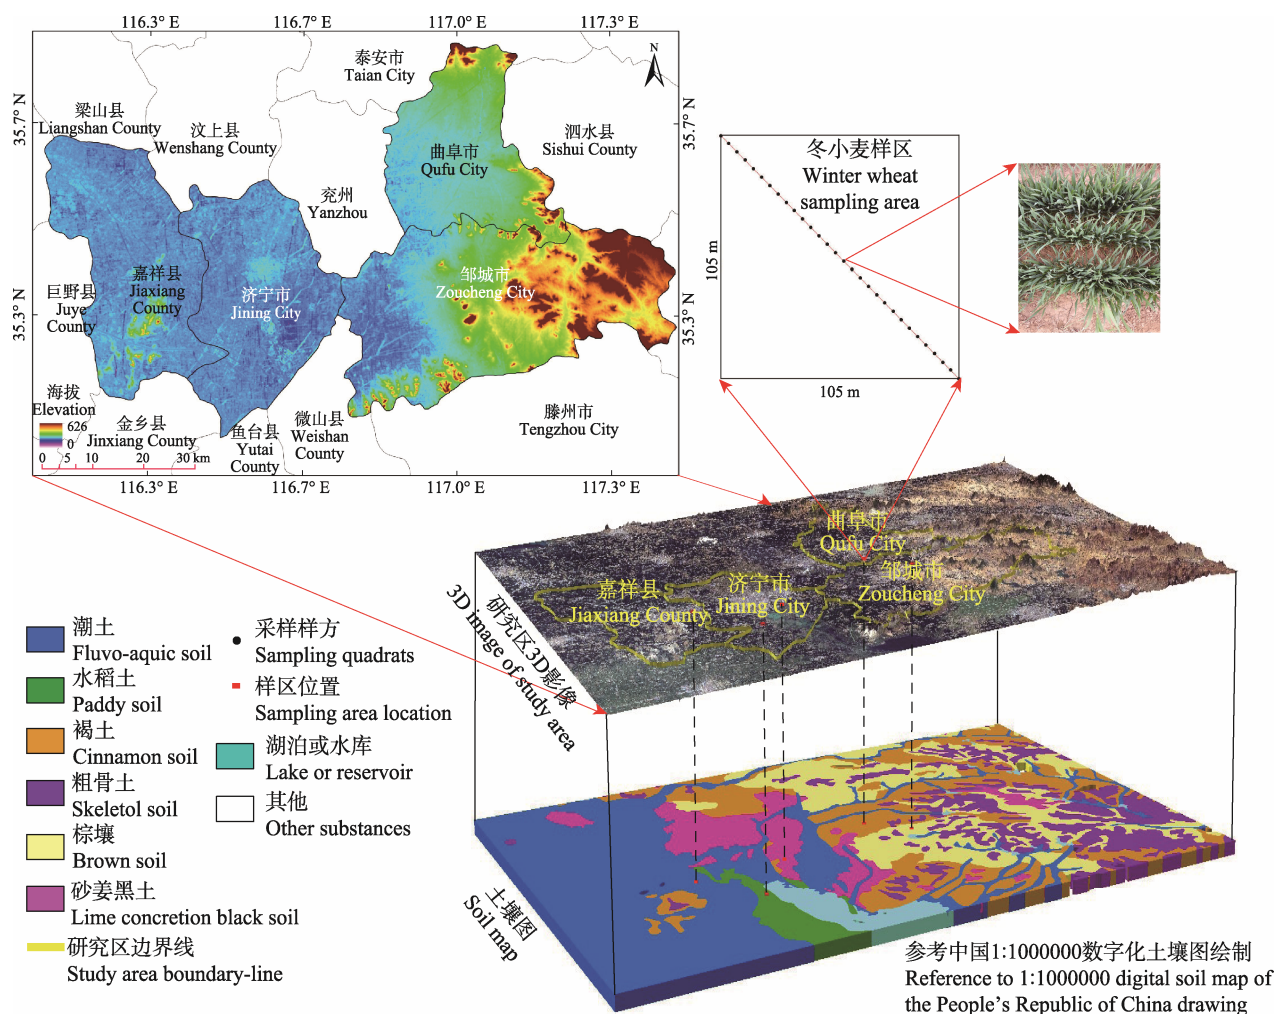 116.3° E
116.7° E
117.0° E
117.3° E
35.7° N
35.3° N
35.7° N
35.3° N
N
泰安市
Taian City
梁山县
Liangshan County
汶上县
Wenshang County
曲阜市
Qufu City
泗水县
Sishui County
兖州
Yanzhou
嘉祥县
Jiaxiang
County
巨野县
Juye
County
济宁市
Jining City
邹城市
Zoucheng City
海拔
Elevation
626
0
金乡县
Jinxiang County
鱼台县
Yutai
County
微山县
Weishan
County
滕州市
Tengzhou City
0 5 10 20 30 km
116.3° E
116.7° E
117.0° E
117.3° E
冬小麦样区
Winter wheat
sampling area
105 m
105 m
曲阜市
Qufu City
邹城市
Zoucheng City
济宁市
Jining City
嘉祥县
Jiaxiang County
研究区3D影像
3D image of study area
潮土
Fluvo-aquic soil
水稻土
Paddy soil
褐土
Cinnamon soil
粗骨土
Skeletol soil
棕壤
Brown soil
砂姜黑土
Lime concretion black soil
研究区边界线
Study area boundary-line
采样样方
Sampling quadrats
样区位置
Sampling area location
湖泊或水库
Lake or reservoir
其他
Other substances
土壤图
Soil map
参考中国1:1000000数字化土壤图绘制
Reference to 1:1000000 digital soil map of
the People's Republic of China drawing